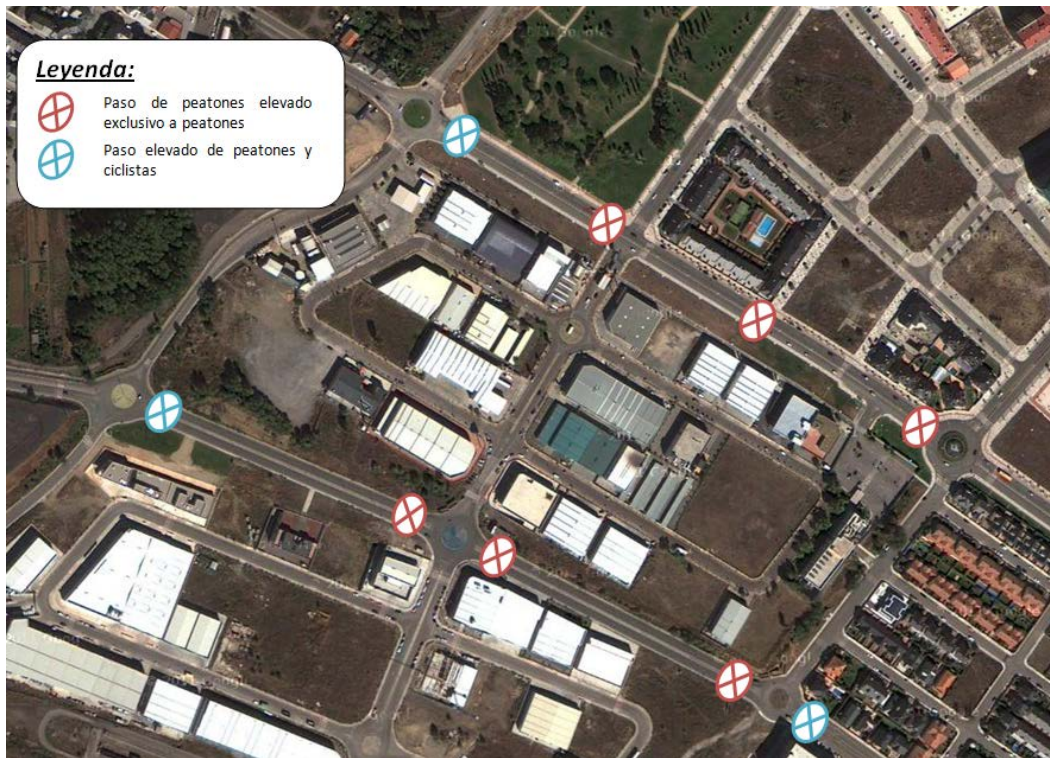 Leyenda:
Paso de peatones elevado
exclusivo a peatones
Paso elevado de peatones y
ciclistas